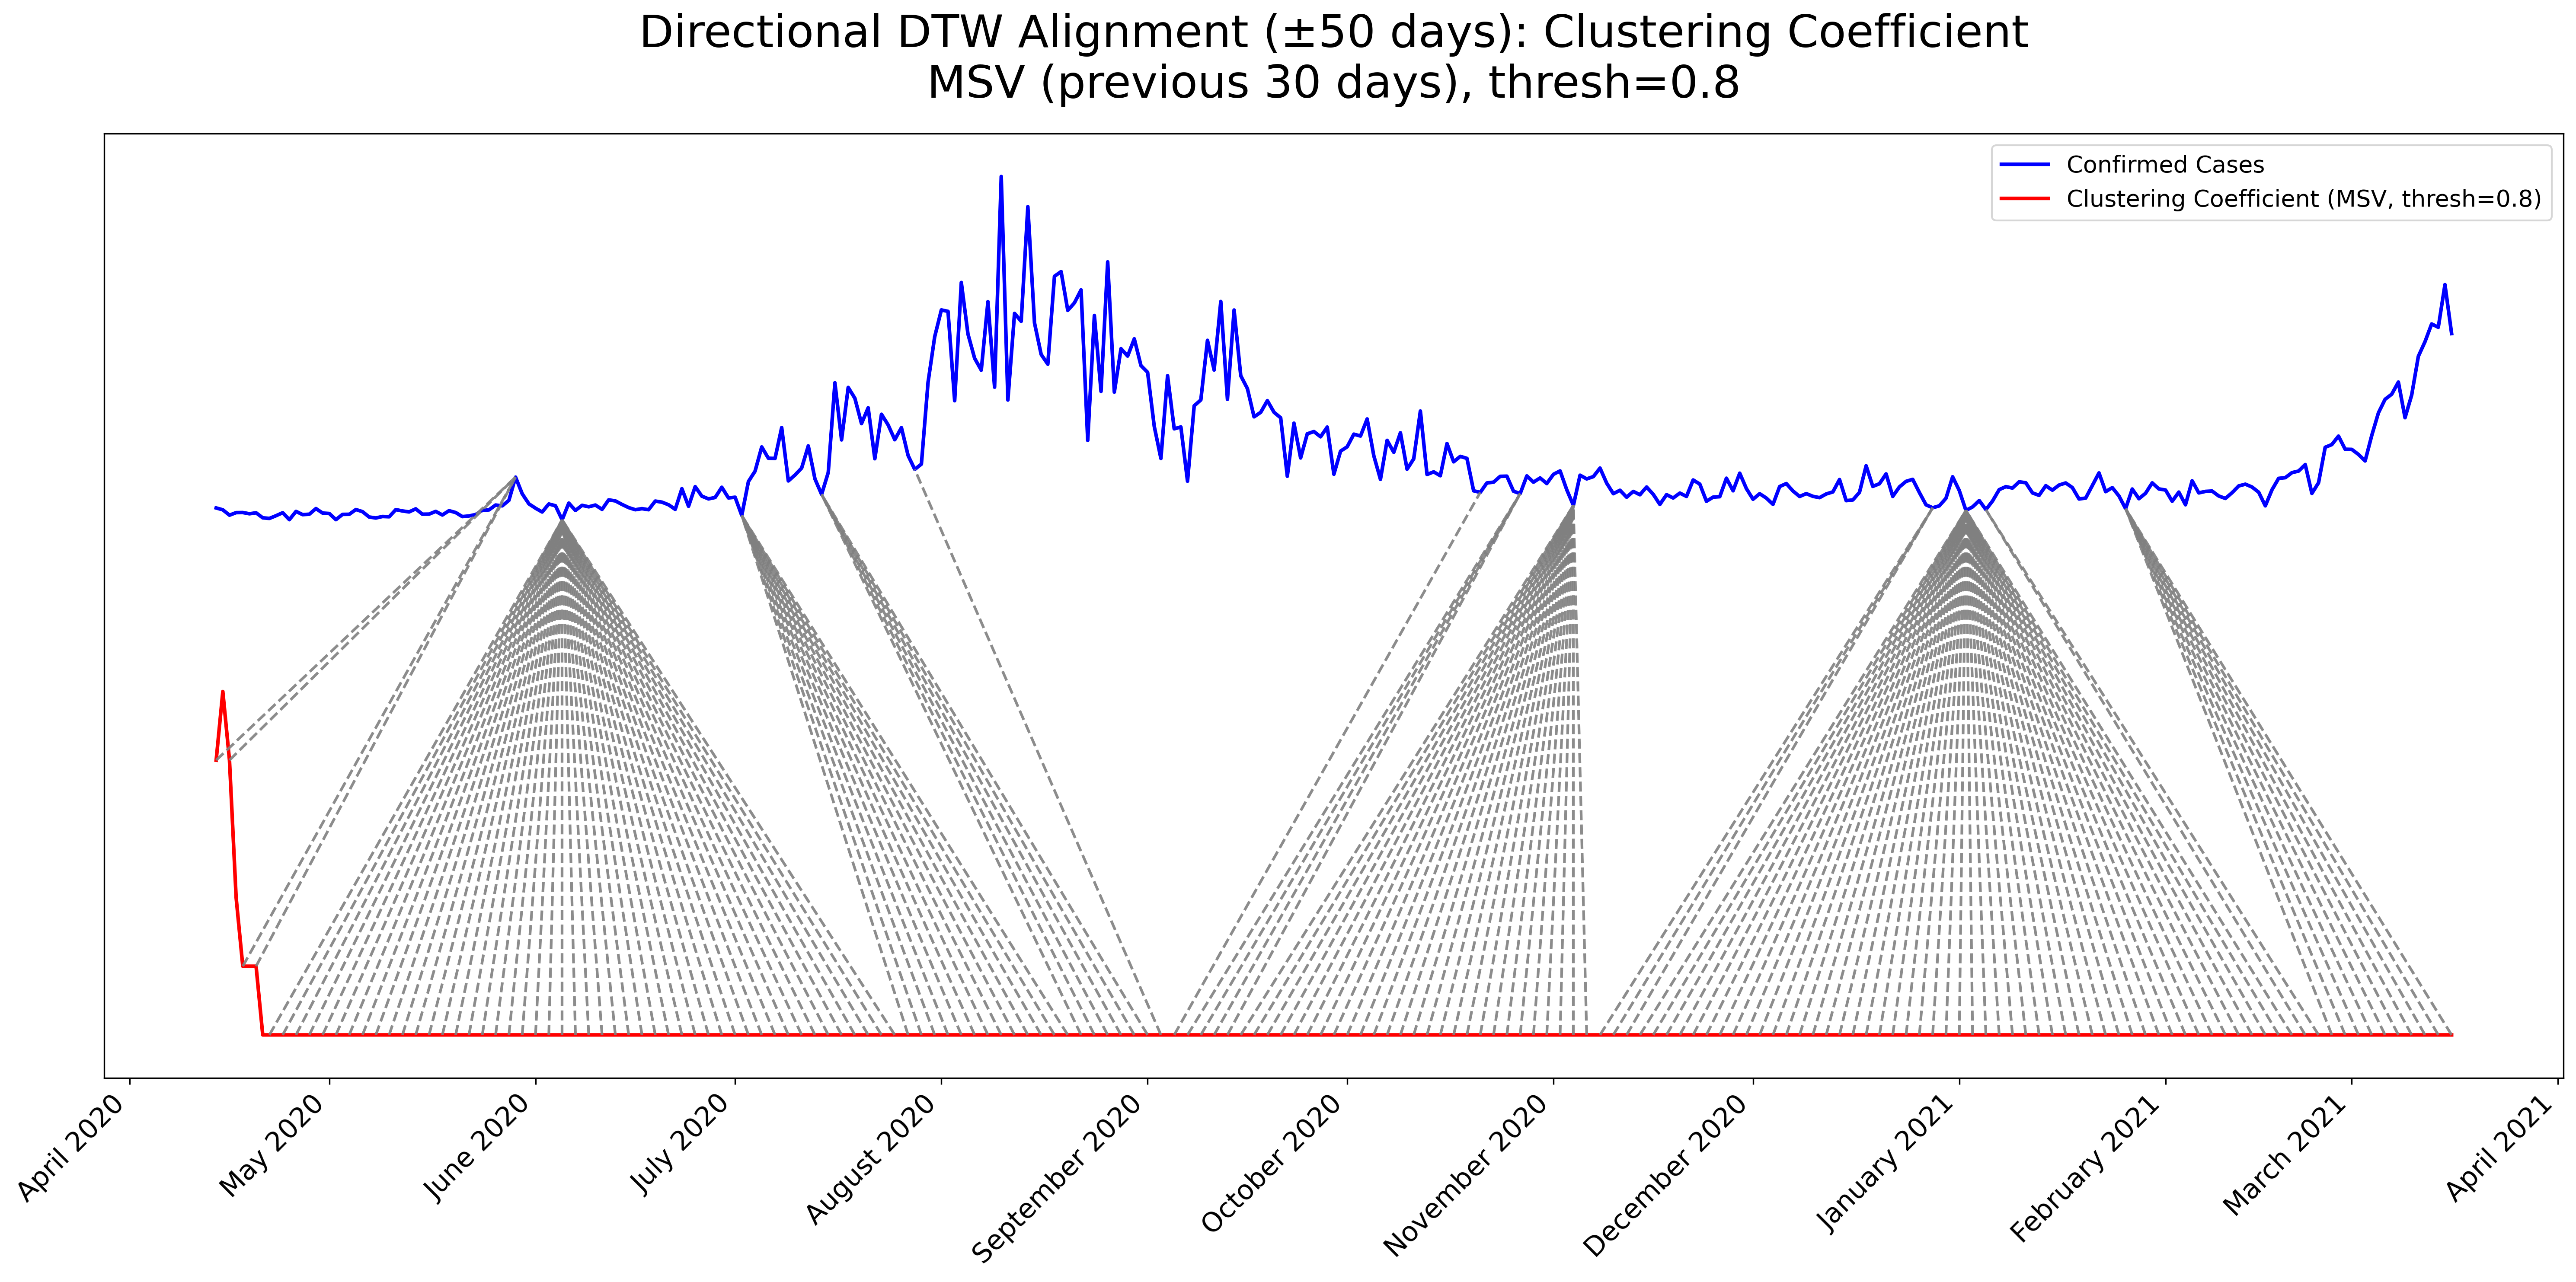 Directional DTW Alignment (±50 days): Clustering Coefficient
MSV (previous 30 days), thresh=0.8
Confirmed Cases
Clustering Coefficient (MSV, thresh=0.8)
April 2020
May 2020
June 2020
July 2020
August 2020
September 2020
October 2020
November 2020
December 2020
January 2021
February 2021
March 2021
April 2021